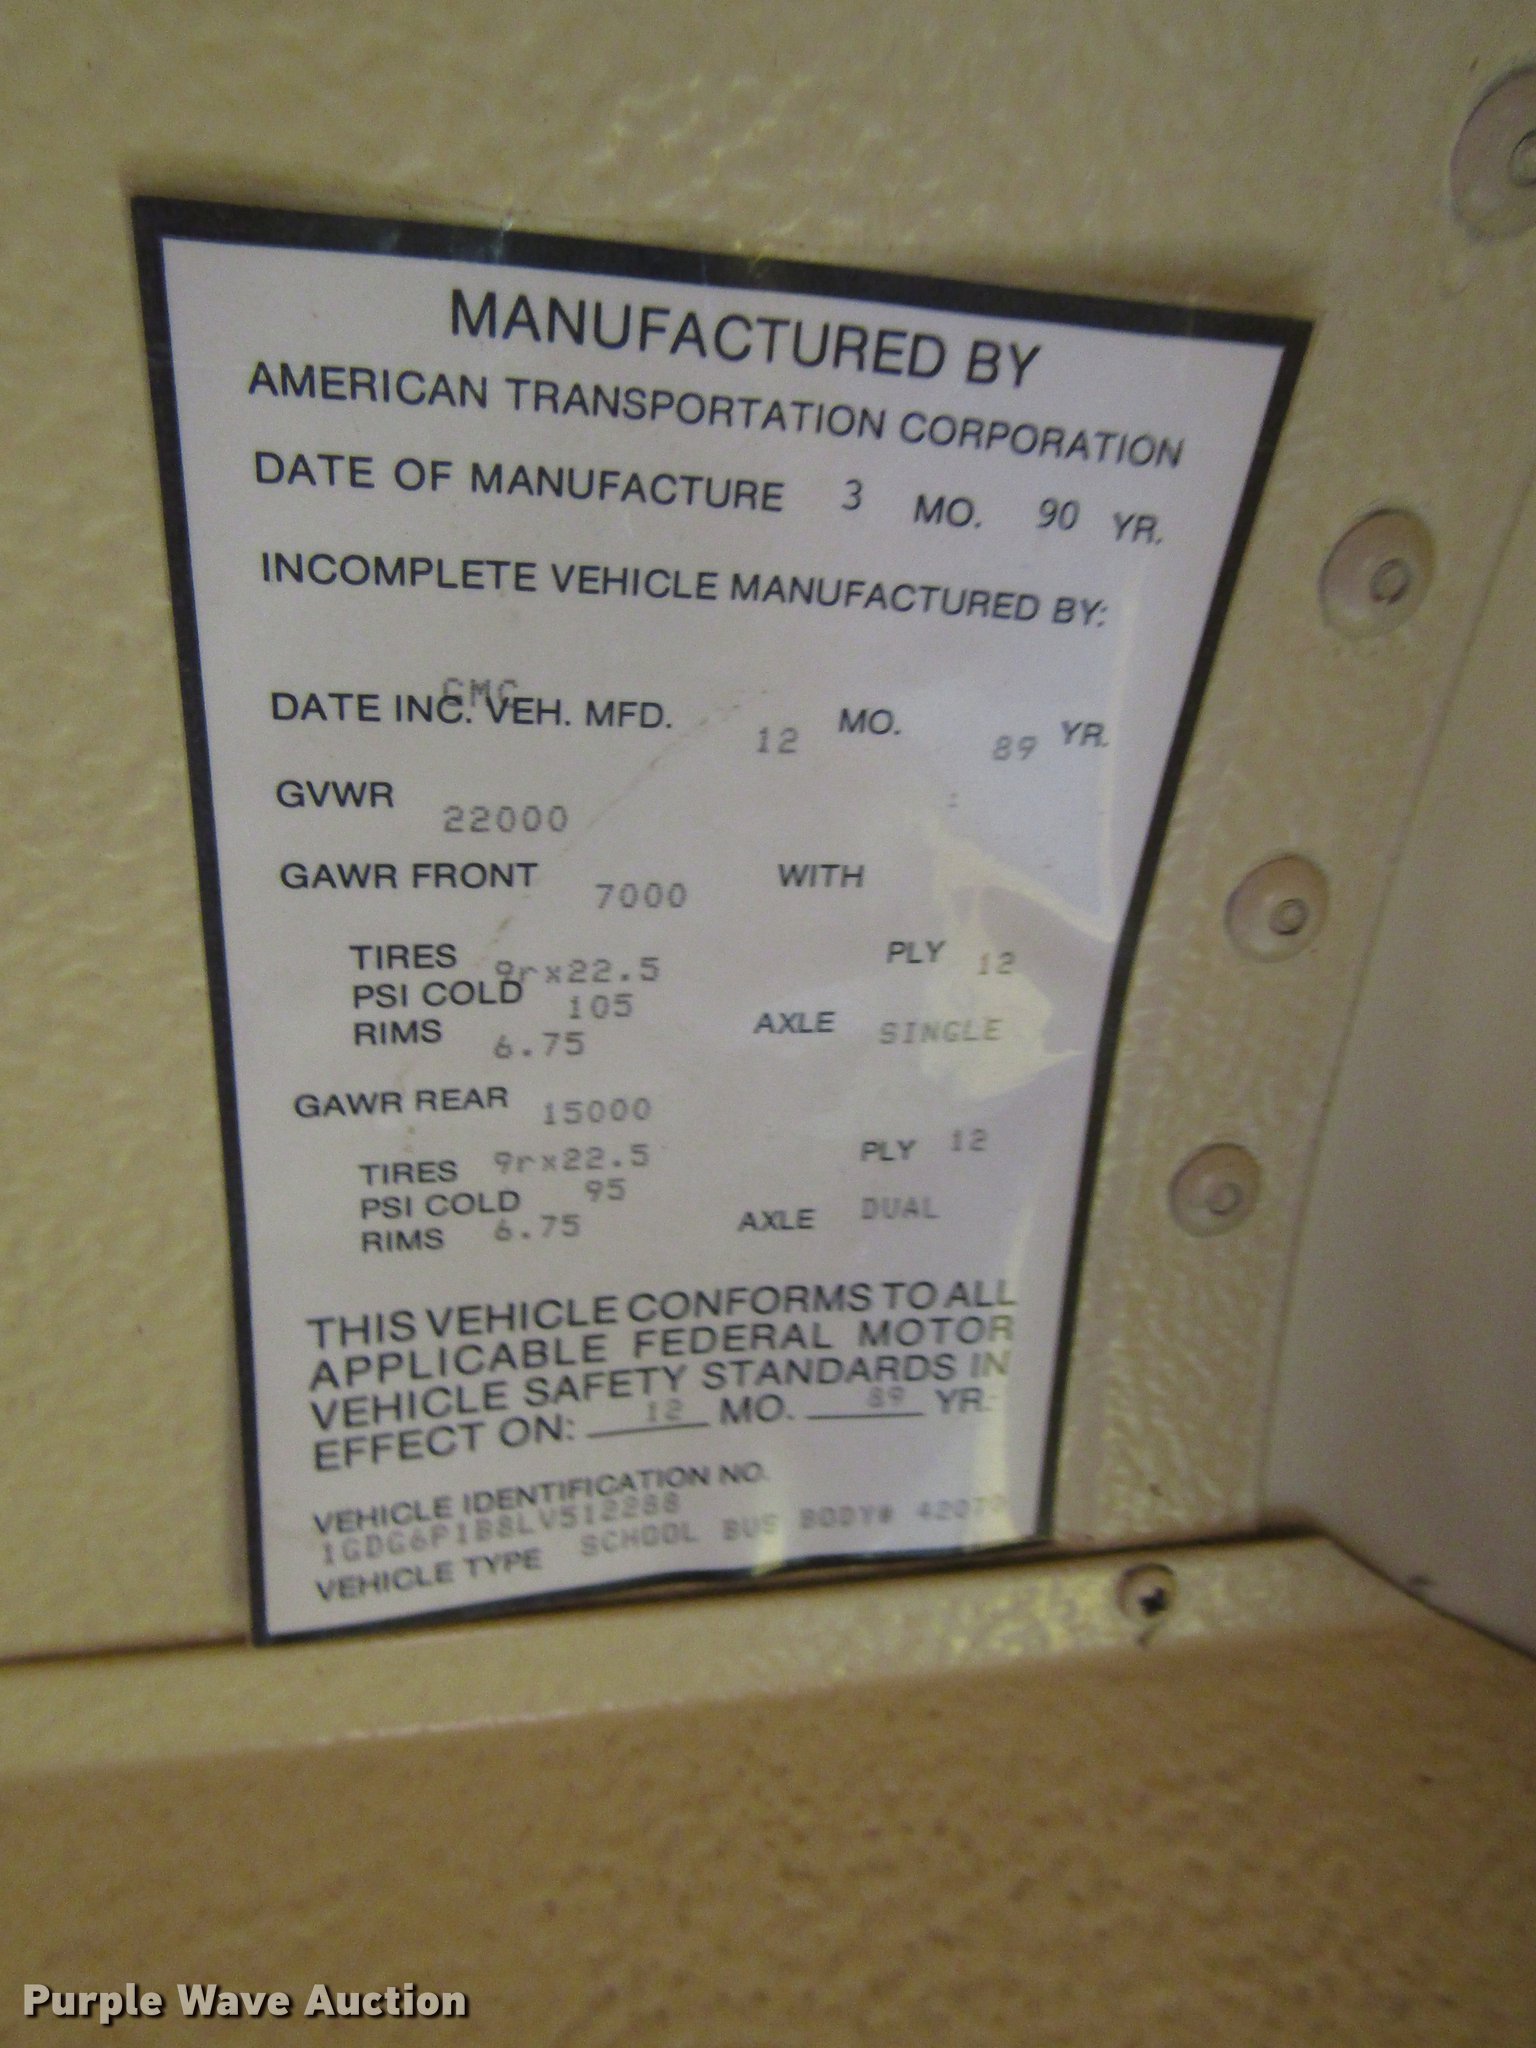 MANUFACTURED BY
AMERICAN TRANSPORTATION CORPORATION
DATE OF MANUFACTURE 3 MO. 90 YR.
INCOMPLETE VEHICLE MANUFACTURED BY:
GMC
DATE INC. VEH. MFD. 12 MO. 89 YR.
GVWR 22000
GAWR FRONT 7000 WITH
TIRES 9rx22.5 PLY 12
PSI COLD 105
RIMS 6.75 AXLE SINGLE
GAWR REAR 15000
TIRES 9rx22.5 PLY 12
PSI COLD 95
RIMS 6.75 AXLE DUAL
THIS VEHICLE CONFORMS TO ALL
APPLICABLE FEDERAL MOTOR
VEHICLE SAFETY STANDARDS IN
EFFECT ON: 12 MO. 89 YR.
VEHICLE IDENTIFICATION NO.
1GDG6P1B8LV512288
VEHICLE TYPE SCHOOL BUS BODY#
Purple Wave Auction